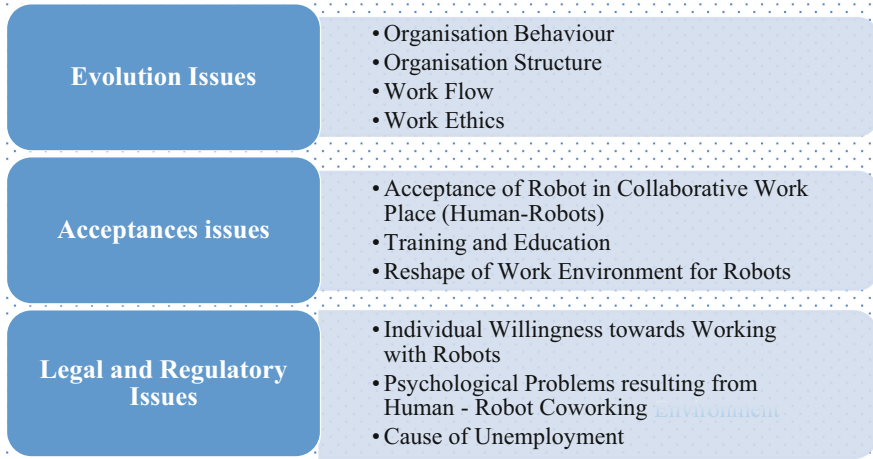 Evolution Issues
• Organisation Behaviour
• Organisation Structure
• Work Flow
• Work Ethics
Acceptances issues
• Acceptance of Robot in Collaborative Work
Place (Human-Robots)
• Training and Education
• Reshape of Work Environment for Robots
Legal and Regulatory
Issues
• Individual Willingness towards Working
with Robots
• Psychological Problems resulting from
Human - Robot Coworking Environment
• Cause of Unemployment